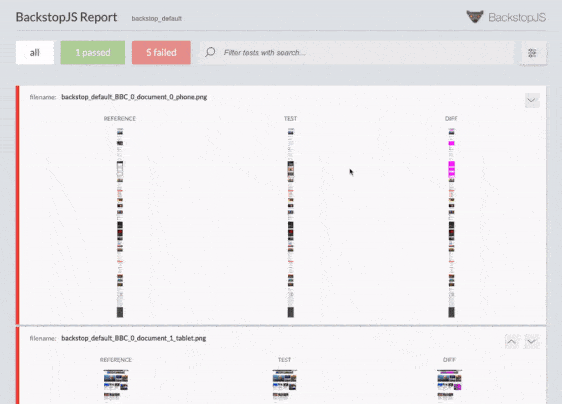 BackstopJS Report backstop_default BackstopJS
all 1 passed 5 failed Filter tests with search...
filename: backstop_default_BBC_0_document_0_phone.png
REFERENCE TEST DIFF
filename: backstop_default_BBC_0_document_1_tablet.png
REFERENCE TEST DIFF